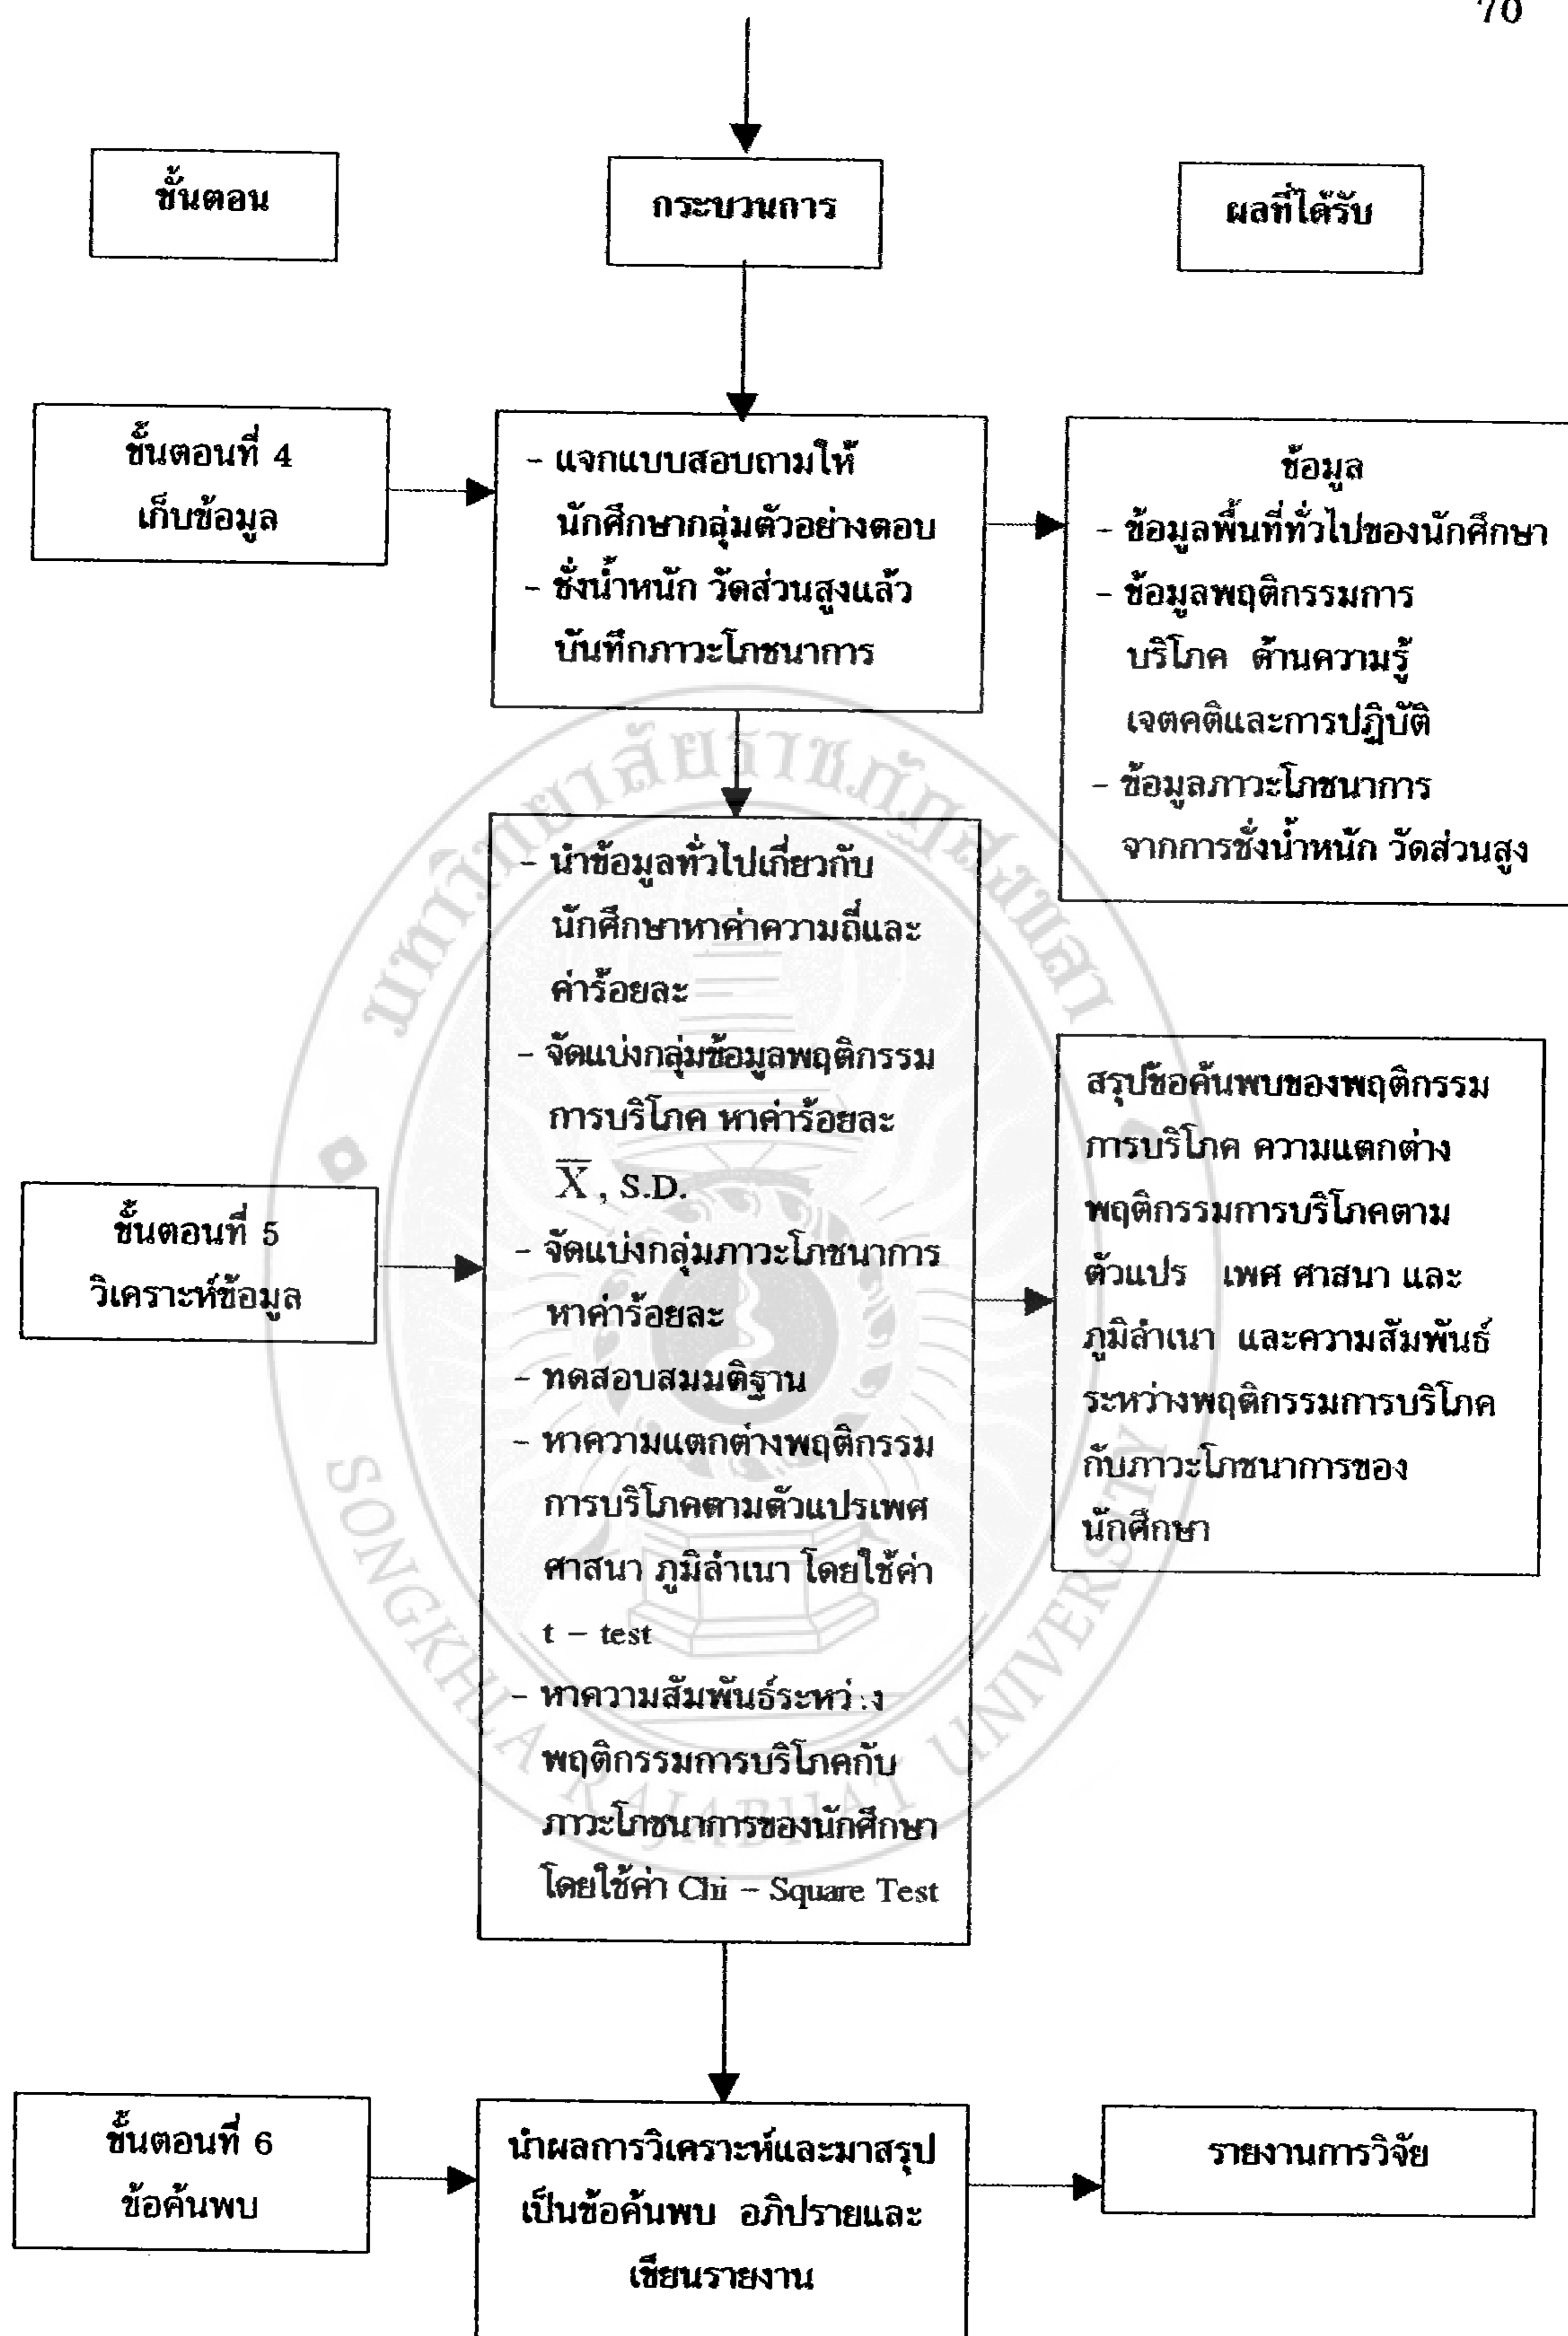 70
ขั้นตอน
กระบวนการ
ผลที่ได้รับ
ขั้นตอนที่ 4
เก็บข้อมูล
- แจกแบบสอบถามให้
นักศึกษากลุ่มตัวอย่างตอบ
- ชั่งน้ำหนัก วัดส่วนสูงแล้ว
บันทึกภาวะโภชนาการ
ข้อมูล
- ข้อมูลพื้นที่ทั่วไปของนักศึกษา
- ข้อมูลพฤติกรรมการ
บริโภค ด้านความรู้
เจตคติและการปฏิบัติ
- ข้อมูลภาวะโภชนาการ
จากการชั่งน้ำหนัก วัดส่วนสูง
ขั้นตอนที่ 5
วิเคราะห์ข้อมูล
- นำข้อมูลทั่วไปเกี่ยวกับ
นักศึกษาหาค่าความถี่และ
ค่าร้อยละ
- จัดแบ่งกลุ่มข้อมูลพฤติกรรม
การบริโภค หาค่าร้อยละ
X̅ , S.D.
- จัดแบ่งกลุ่มภาวะโภชนาการ
หาค่าร้อยละ
- ทดสอบสมมติฐาน
- หาความแตกต่างพฤติกรรม
การบริโภคตามตัวแปรเพศ
ศาสนา ภูมิลำเนา โดยใช้ค่า
t – test
- หาความสัมพันธ์ระหว่าง
พฤติกรรมการบริโภคกับ
ภาวะโภชนาการของนักศึกษา
โดยใช้ค่า Chi – Square Test
สรุปข้อค้นพบของพฤติกรรม
การบริโภค ความแตกต่าง
พฤติกรรมการบริโภคตาม
ตัวแปร เพศ ศาสนา และ
ภูมิลำเนา และความสัมพันธ์
ระหว่างพฤติกรรมการบริโภค
กับภาวะโภชนาการของ
นักศึกษา
ขั้นตอนที่ 6
ข้อค้นพบ
นำผลการวิเคราะห์และมาสรุป
เป็นข้อค้นพบ อภิปรายและ
เขียนรายงาน
รายงานการวิจัย
มหาวิทยาลัยราชภัฏสงขลา
SONGKHLA RAJABHAT UNIVERSITY